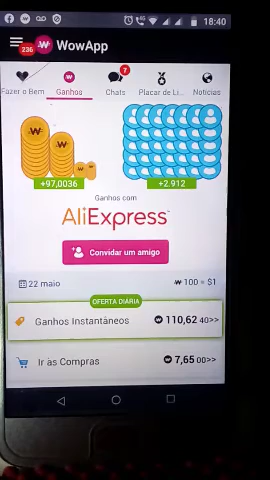 18:40
236
WowApp
7
Fazer o Bem Ganhos Chats Placar de Li... Notícias
+97,0036 +2.912
Ganhos com
AliExpress
Convidar um amigo
22 maio W 100 = $1
OFERTA DIÁRIA
Ganhos Instantâneos W 110,62 40>>
Ir às Compras W 7,65 00>>